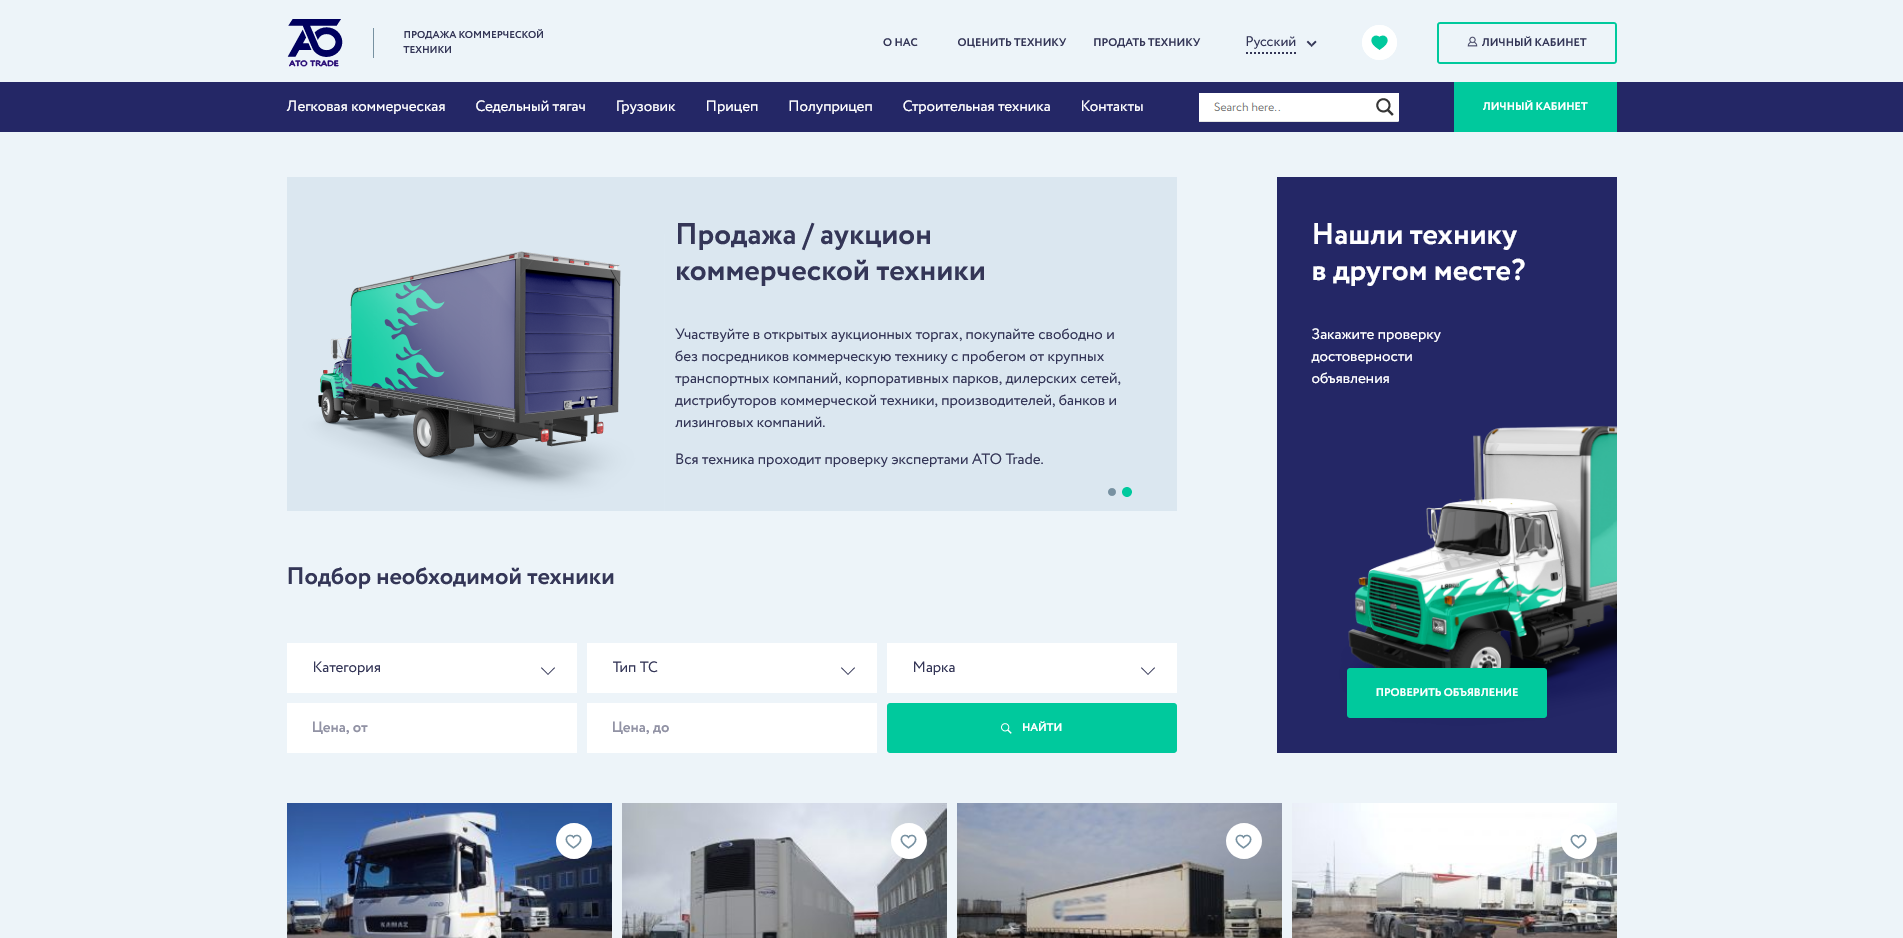 ATO TRADE
ПРОДАЖА КОММЕРЧЕСКОЙ
ТЕХНИКИ
О НАС
ОЦЕНИТЬ ТЕХНИКУ
ПРОДАТЬ ТЕХНИКУ
Русский
ЛИЧНЫЙ КАБИНЕТ
Легковая коммерческая
Седельный тягач
Грузовик
Прицеп
Полуприцеп
Строительная техника
Контакты
Search here..
ЛИЧНЫЙ КАБИНЕТ
Продажа / аукцион
коммерческой техники
Участвуйте в открытых аукционных торгах, покупайте свободно и
без посредников коммерческую технику с пробегом от крупных
транспортных компаний, корпоративных парков, дилерских сетей,
дистрибуторов коммерческой техники, производителей, банков и
лизинговых компаний.
Вся техника проходит проверку экспертами ATO Trade.
Нашли технику
в другом месте?
Закажите проверку
достоверности
объявления
ПРОВЕРИТЬ ОБЪЯВЛЕНИЕ
Подбор необходимой техники
Категория
Тип ТС
Марка
Цена, от
Цена, до
НАЙТИ
KAMAZ